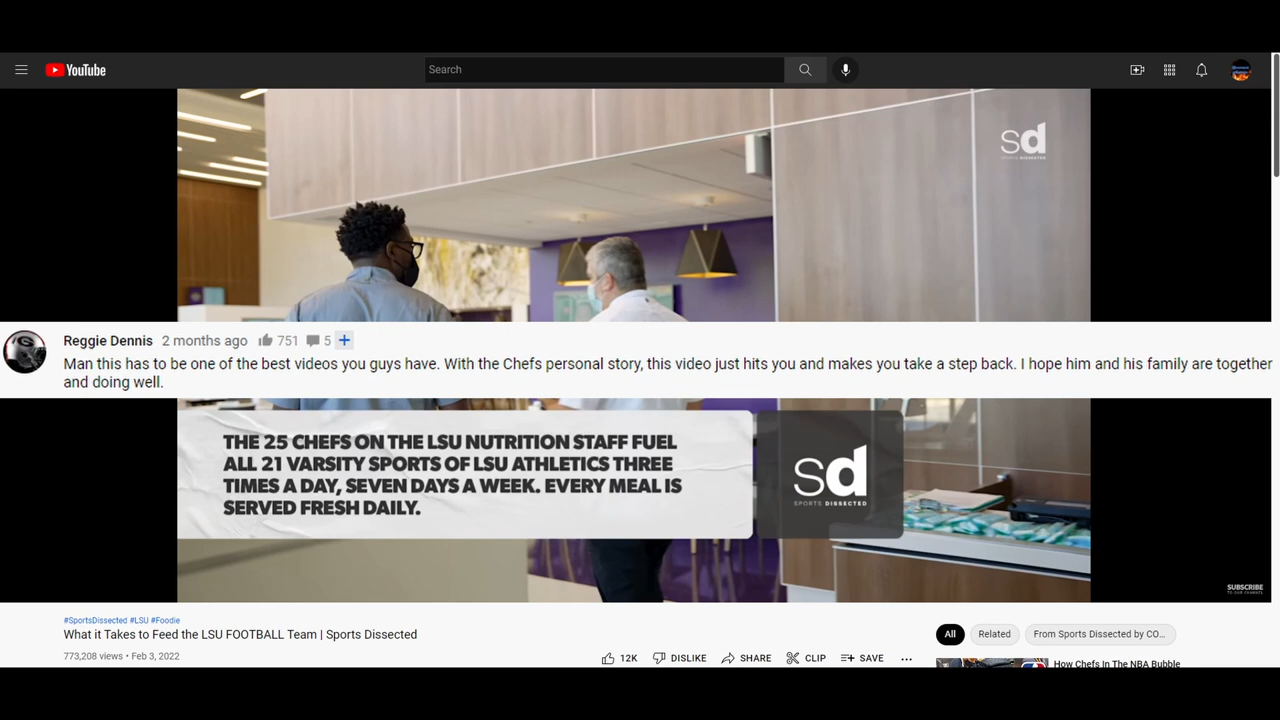 YouTube
Search
sd
SPORTS DISSECTED
Reggie Dennis 2 months ago 751 5 +
Man this has to be one of the best videos you guys have. With the Chefs personal story, this video just hits you and makes you take a step back. I hope him and his family are together
and doing well.
THE 25 CHEFS ON THE LSU NUTRITION STAFF FUEL
ALL 21 VARSITY SPORTS OF LSU ATHLETICS THREE
TIMES A DAY, SEVEN DAYS A WEEK. EVERY MEAL IS
SERVED FRESH DAILY.
sd
SPORTS DISSECTED
SUBSCRIBE
TO OUR CHANNEL
#SportsDissected #LSU #Foodie
What it Takes to Feed the LSU FOOTBALL Team | Sports Dissected
773,208 views • Feb 3, 2022
12K DISLIKE SHARE CLIP SAVE ...
All Related From Sports Dissected by CO...
How Chefs In The NBA Bubble